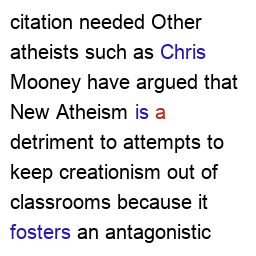 citation needed Other
atheists such as Chris
Mooney have argued that
New Atheism is a
detriment to attempts to
keep creationism out of
classrooms because it
fosters an antagonistic